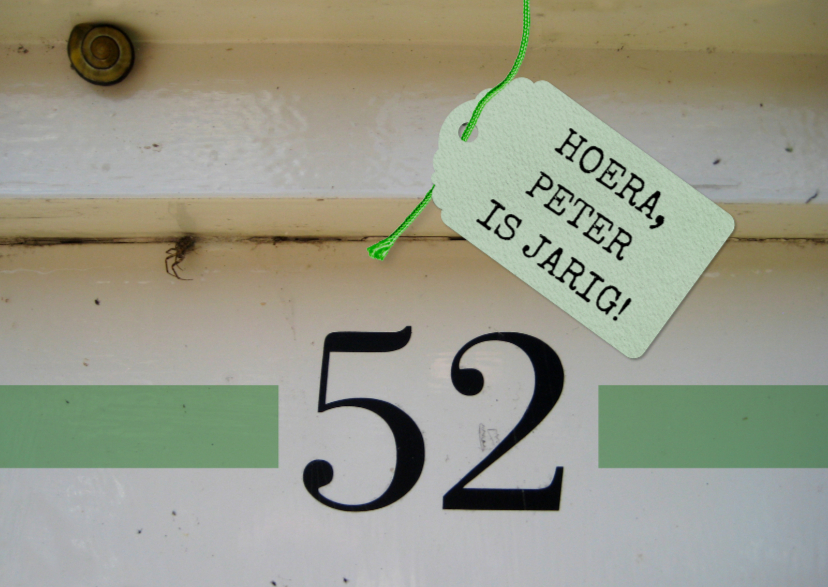 HOERA,
PETER
IS JARIG!
52